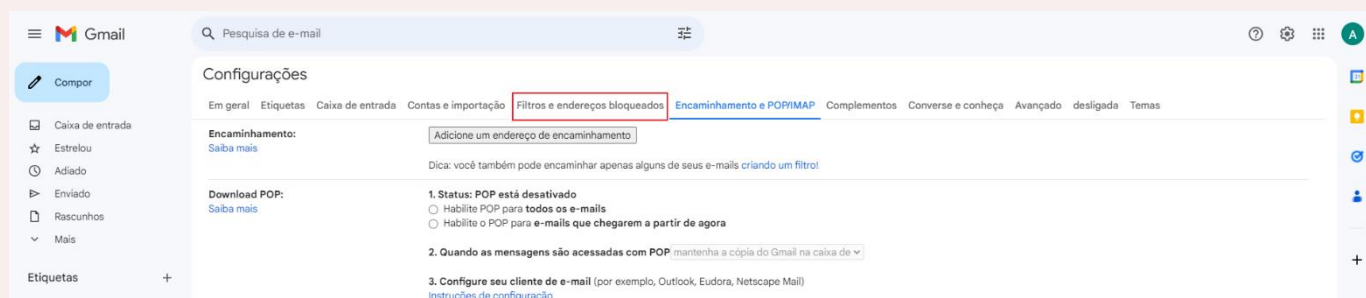 Gmail
Pesquisa de e-mail
A
Compor
Configurações
Em geral Etiquetas Caixa de entrada Contas e importação Filtros e endereços bloqueados Encaminhamento e POP/IMAP Complementos Converse e conheça Avançado desligada Temas
Caixa de entrada
Estrelou
Adiado
Enviado
Rascunhos
Mais
Etiquetas
Encaminhamento:
Saiba mais
Adicione um endereço de encaminhamento
Dica: você também pode encaminhar apenas alguns de seus e-mails criando um filtro!
Download POP:
Saiba mais
1. Status: POP está desativado
Habilite POP para todos os e-mails
Habilite o POP para e-mails que chegarem a partir de agora
2. Quando as mensagens são acessadas com POP mantenha a cópia do Gmail na caixa de
3. Configure seu cliente de e-mail (por exemplo, Outlook, Eudora, Netscape Mail)
Instruções de configuração